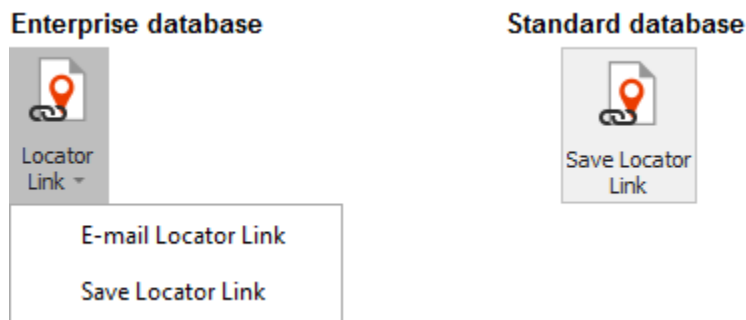 Enterprise database
Standard database
Locator
Link
E-mail Locator Link
Save Locator Link
Save Locator
Link